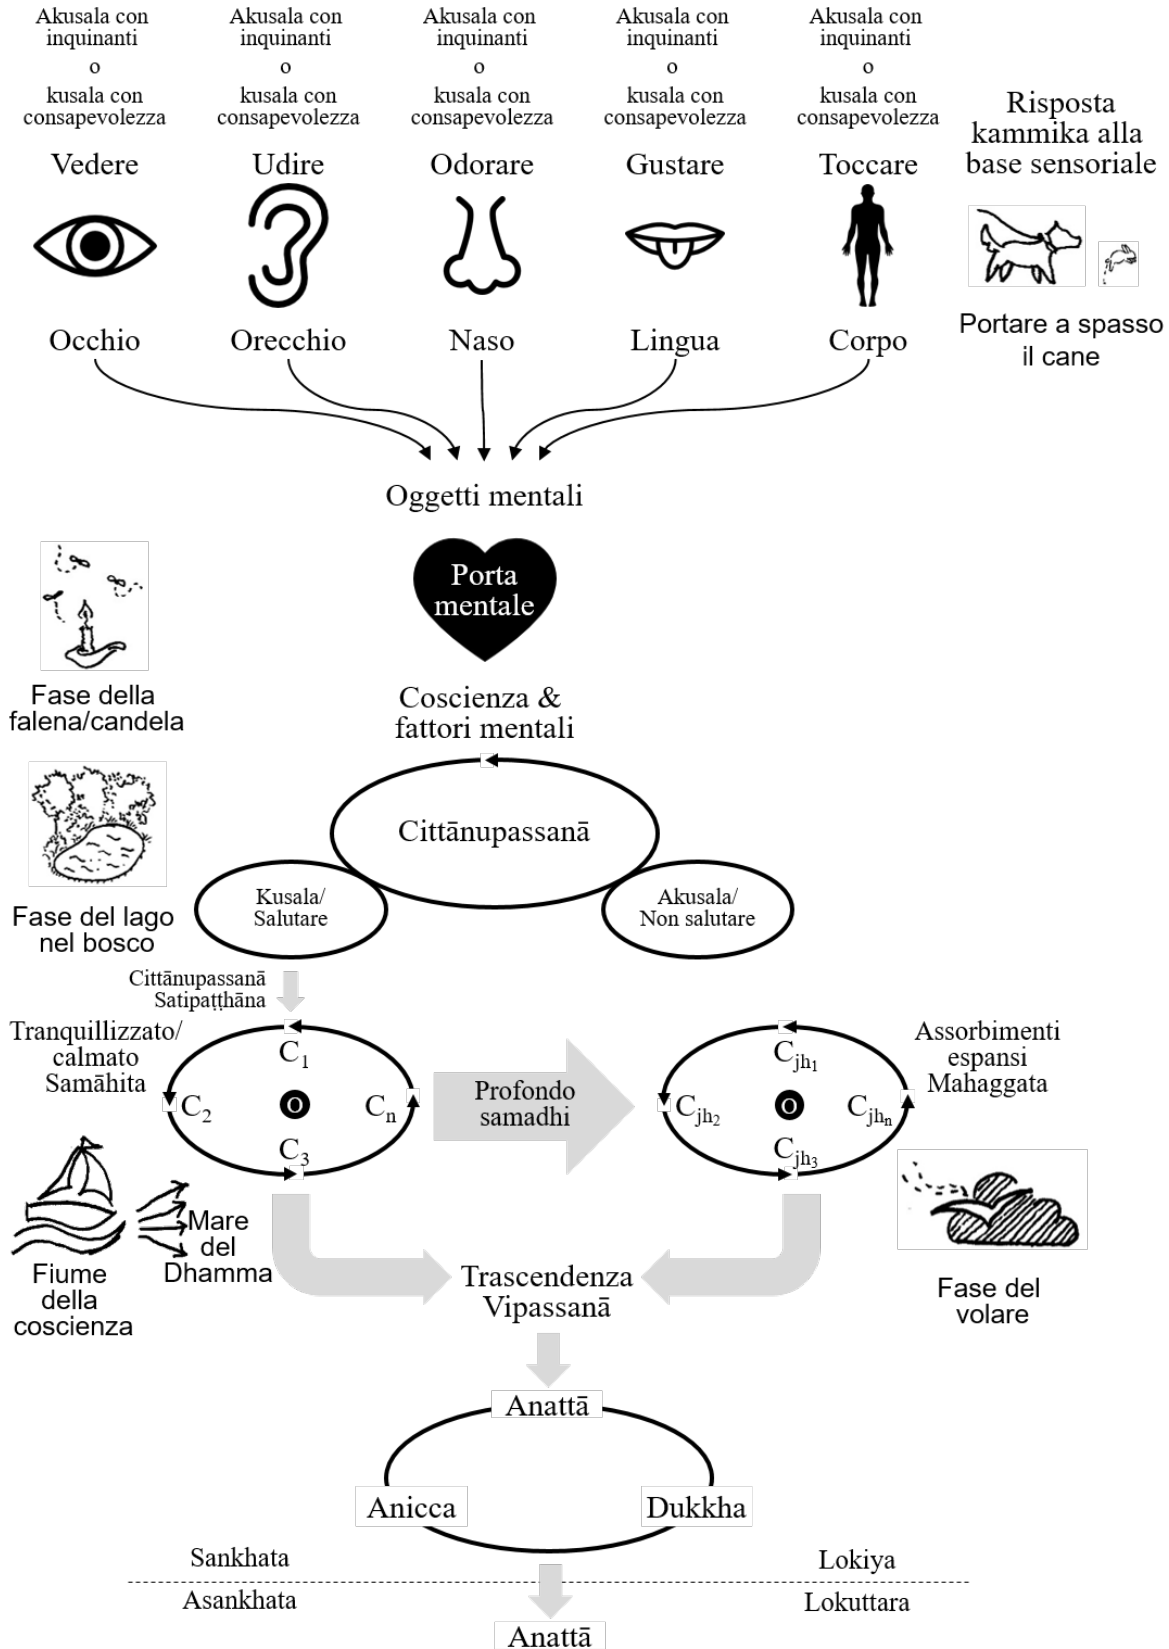 Akusala con
inquinanti
o
kusala con
consapevolezza
Vedere
Occhio
Akusala con
inquinanti
o
kusala con
consapevolezza
Udire
Orecchio
Akusala con
inquinanti
o
kusala con
consapevolezza
Odorare
Naso
Akusala con
inquinanti
o
kusala con
consapevolezza
Gustare
Lingua
Akusala con
inquinanti
o
kusala con
consapevolezza
Toccare
Corpo
Risposta
kammika alla
base sensoriale
Portare a spasso
il cane
Oggetti mentali
Porta
mentale
Fase della
falena/candela
Coscienza &
fattori mentali
Cittānupassanā
Kusala/
Salutare
Akusala/
Non salutare
Fase del lago
nel bosco
Cittānupassanā
Satipaṭṭhāna
Tranquillizzato/
calmato
Samāhita
C1
C2
O
Cn
C3
Profondo
samadhi
Cjh1
Cjh2
O
Cjhn
Cjh3
Assorbimenti
espansi
Mahaggata
Mare
del
Dhamma
Fiume
della
coscienza
Trascendenza
Vipassanā
Fase del
volare
Anattā
Anicca
Dukkha
Sankhata
Lokiya
Asankhata
Lokuttara
Anattā